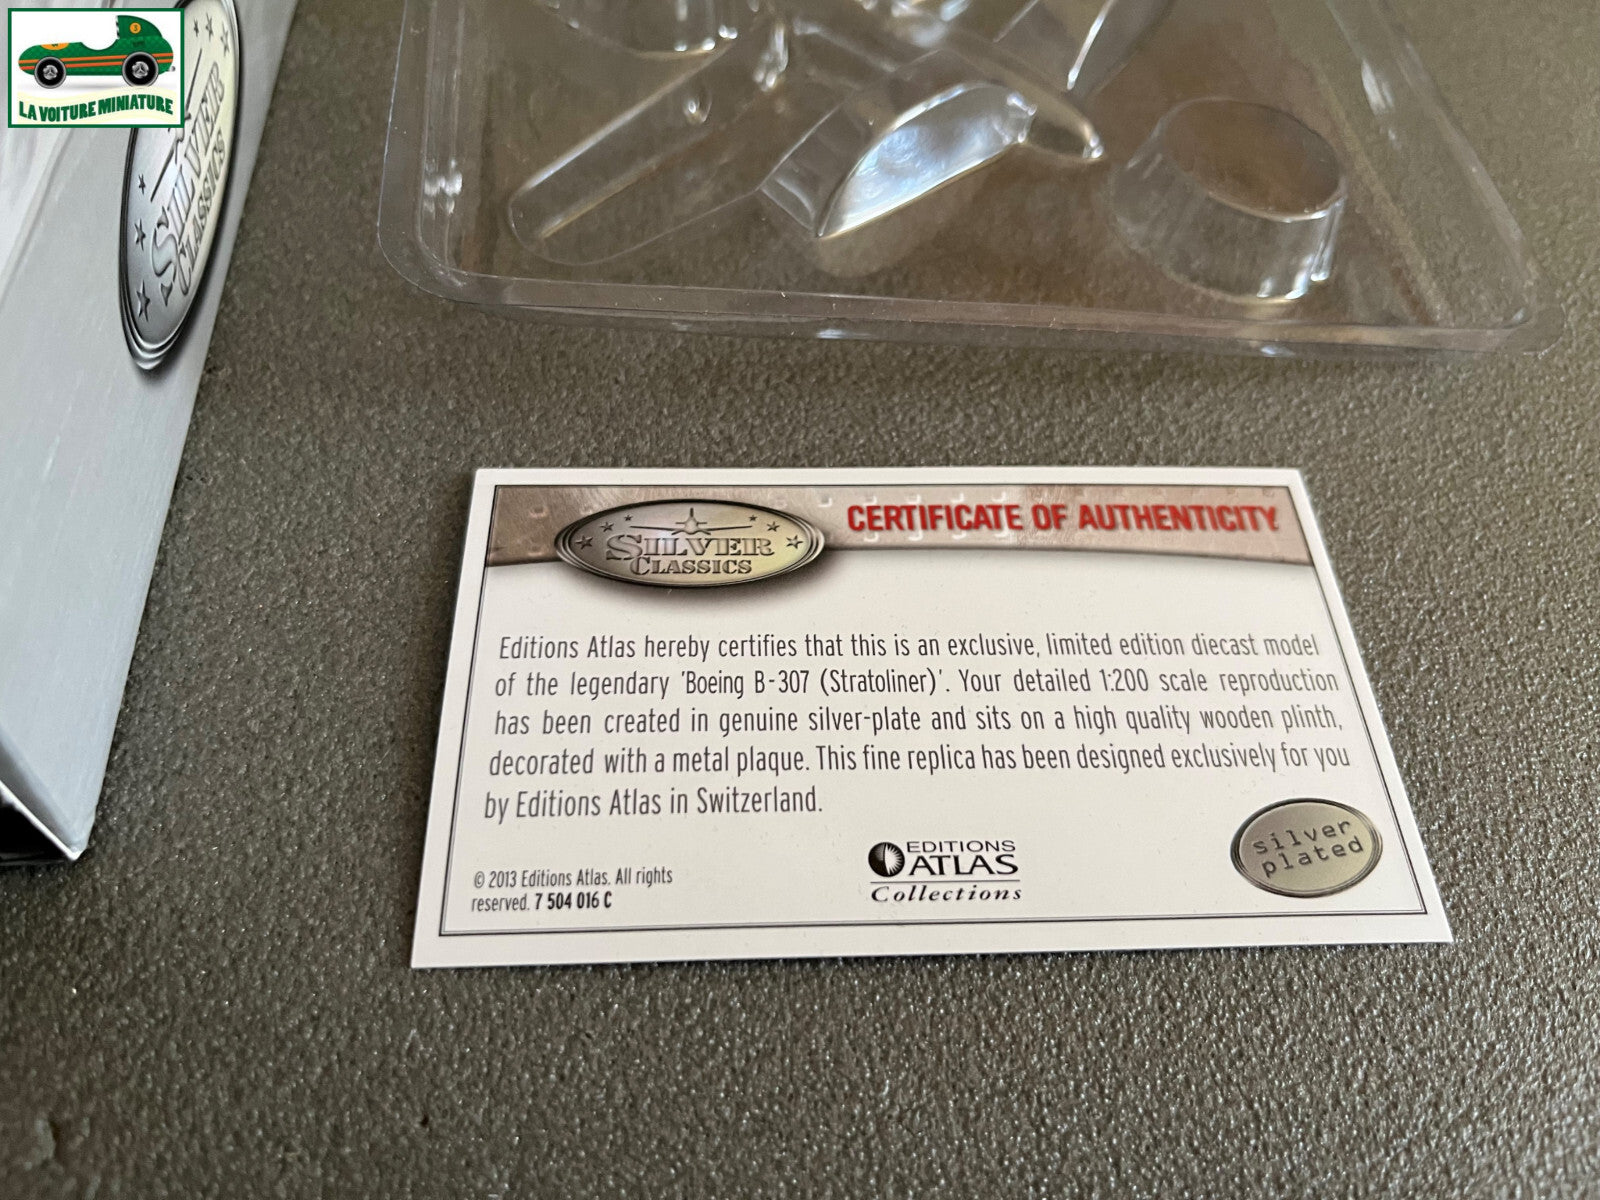 LA VOITURE MINIATURE
SILVER
CLASSICS
SILVER
CLASSICS
CERTIFICATE OF AUTHENTICITY
Editions Atlas hereby certifies that this is an exclusive, limited edition diecast model
of the legendary 'Boeing B-307 (Stratoliner)'. Your detailed 1:200 scale reproduction
has been created in genuine silver-plate and sits on a high quality wooden plinth,
decorated with a metal plaque. This fine replica has been designed exclusively for you
by Editions Atlas in Switzerland.
© 2013 Editions Atlas. All rights
reserved. 7 504 016 C
EDITIONS
ATLAS
Collections
silver
plated